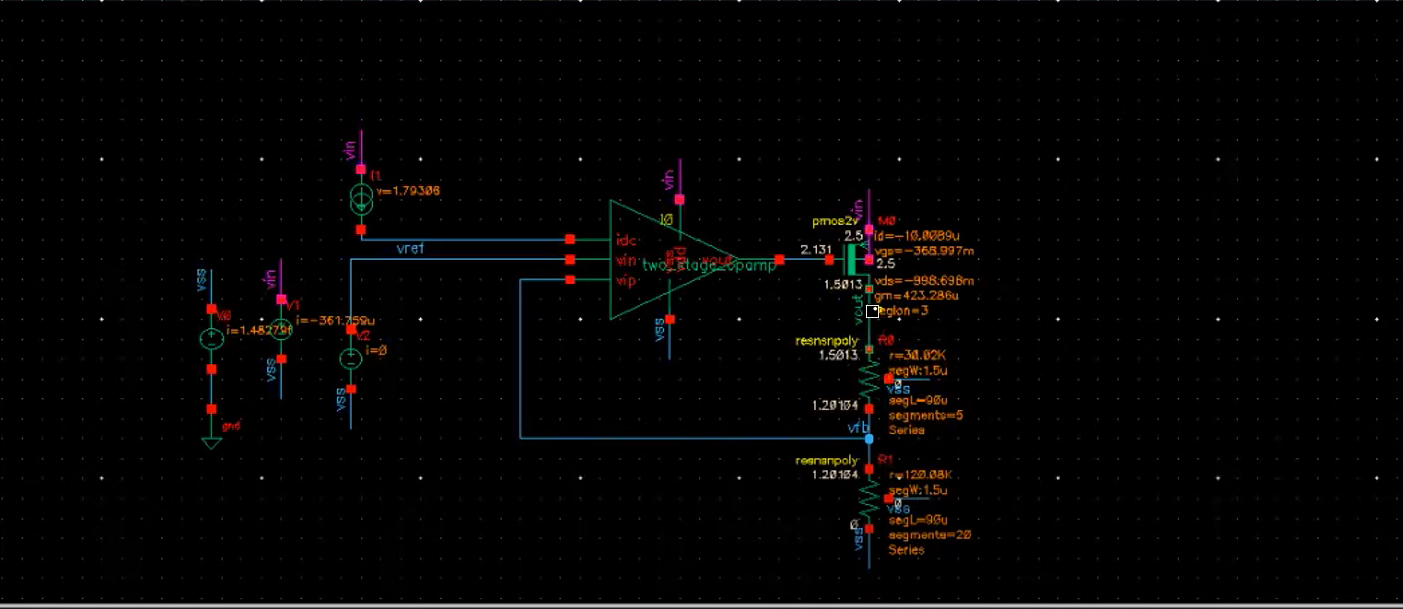 vin
I1
v=1.79306
vref
vss
V0
i=1.48279f
gnd
vin
V1
i=-361.759u
vss
V2
i=0
vss
vin
I0
idc
vin
vip
vss
vdd
vout
two_stage_opamp
vss
vin
pmos2v
M0
2.5
id=-10.0089u
vgs=-368.997m
2.131
2.5
vds=-998.698m
1.5013
gm=423.286u
vout
region=3
resnsnpoly
R0
1.5013
r=30.02K
segW:1.5u
0
vss
segL=90u
1.20104
segments=5
Series
vfb
resnsnpoly
R1
1.20104
r=120.08K
segW:1.5u
0
vss
segL=90u
0
segments=20
vss
Series